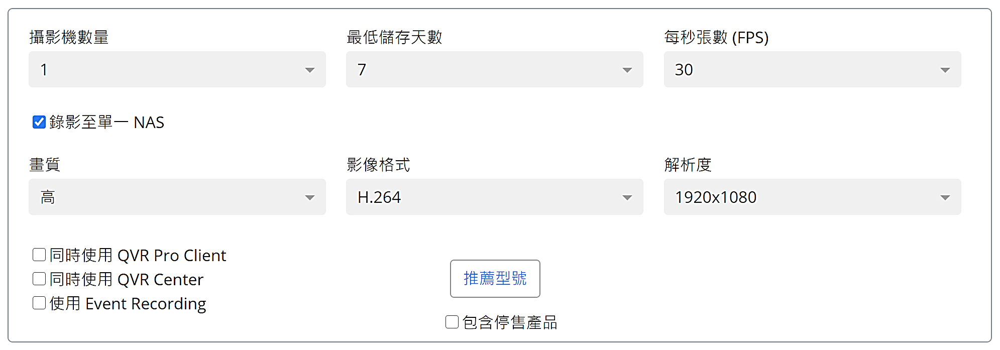 攝影機數量
最低儲存天數
每秒張數 (FPS)
1
7
30
錄影至單一 NAS
畫質
影像格式
解析度
高
H.264
1920x1080
同時使用 QVR Pro Client
同時使用 QVR Center
使用 Event Recording
推薦型號
包含停售產品